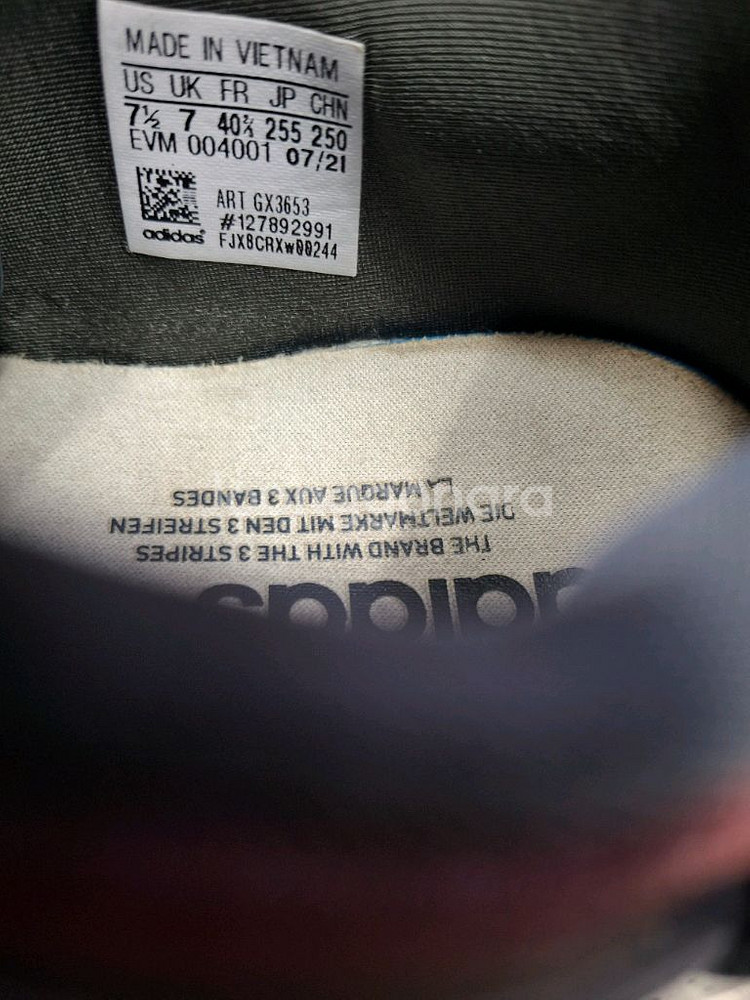 MADE IN VIETNAM
US UK FR JP CHN
7½ 7 40⅔ 255 250
EVM 004001 07/21
ART GX3653
#127892991
FJX8CRXw00244
adidas
adidas
THE BRAND WITH THE 3 STRIPES
DIE WELTMARKE MIT DEN 3 STREIFEN
LA MARQUE AUX 3 BANDES